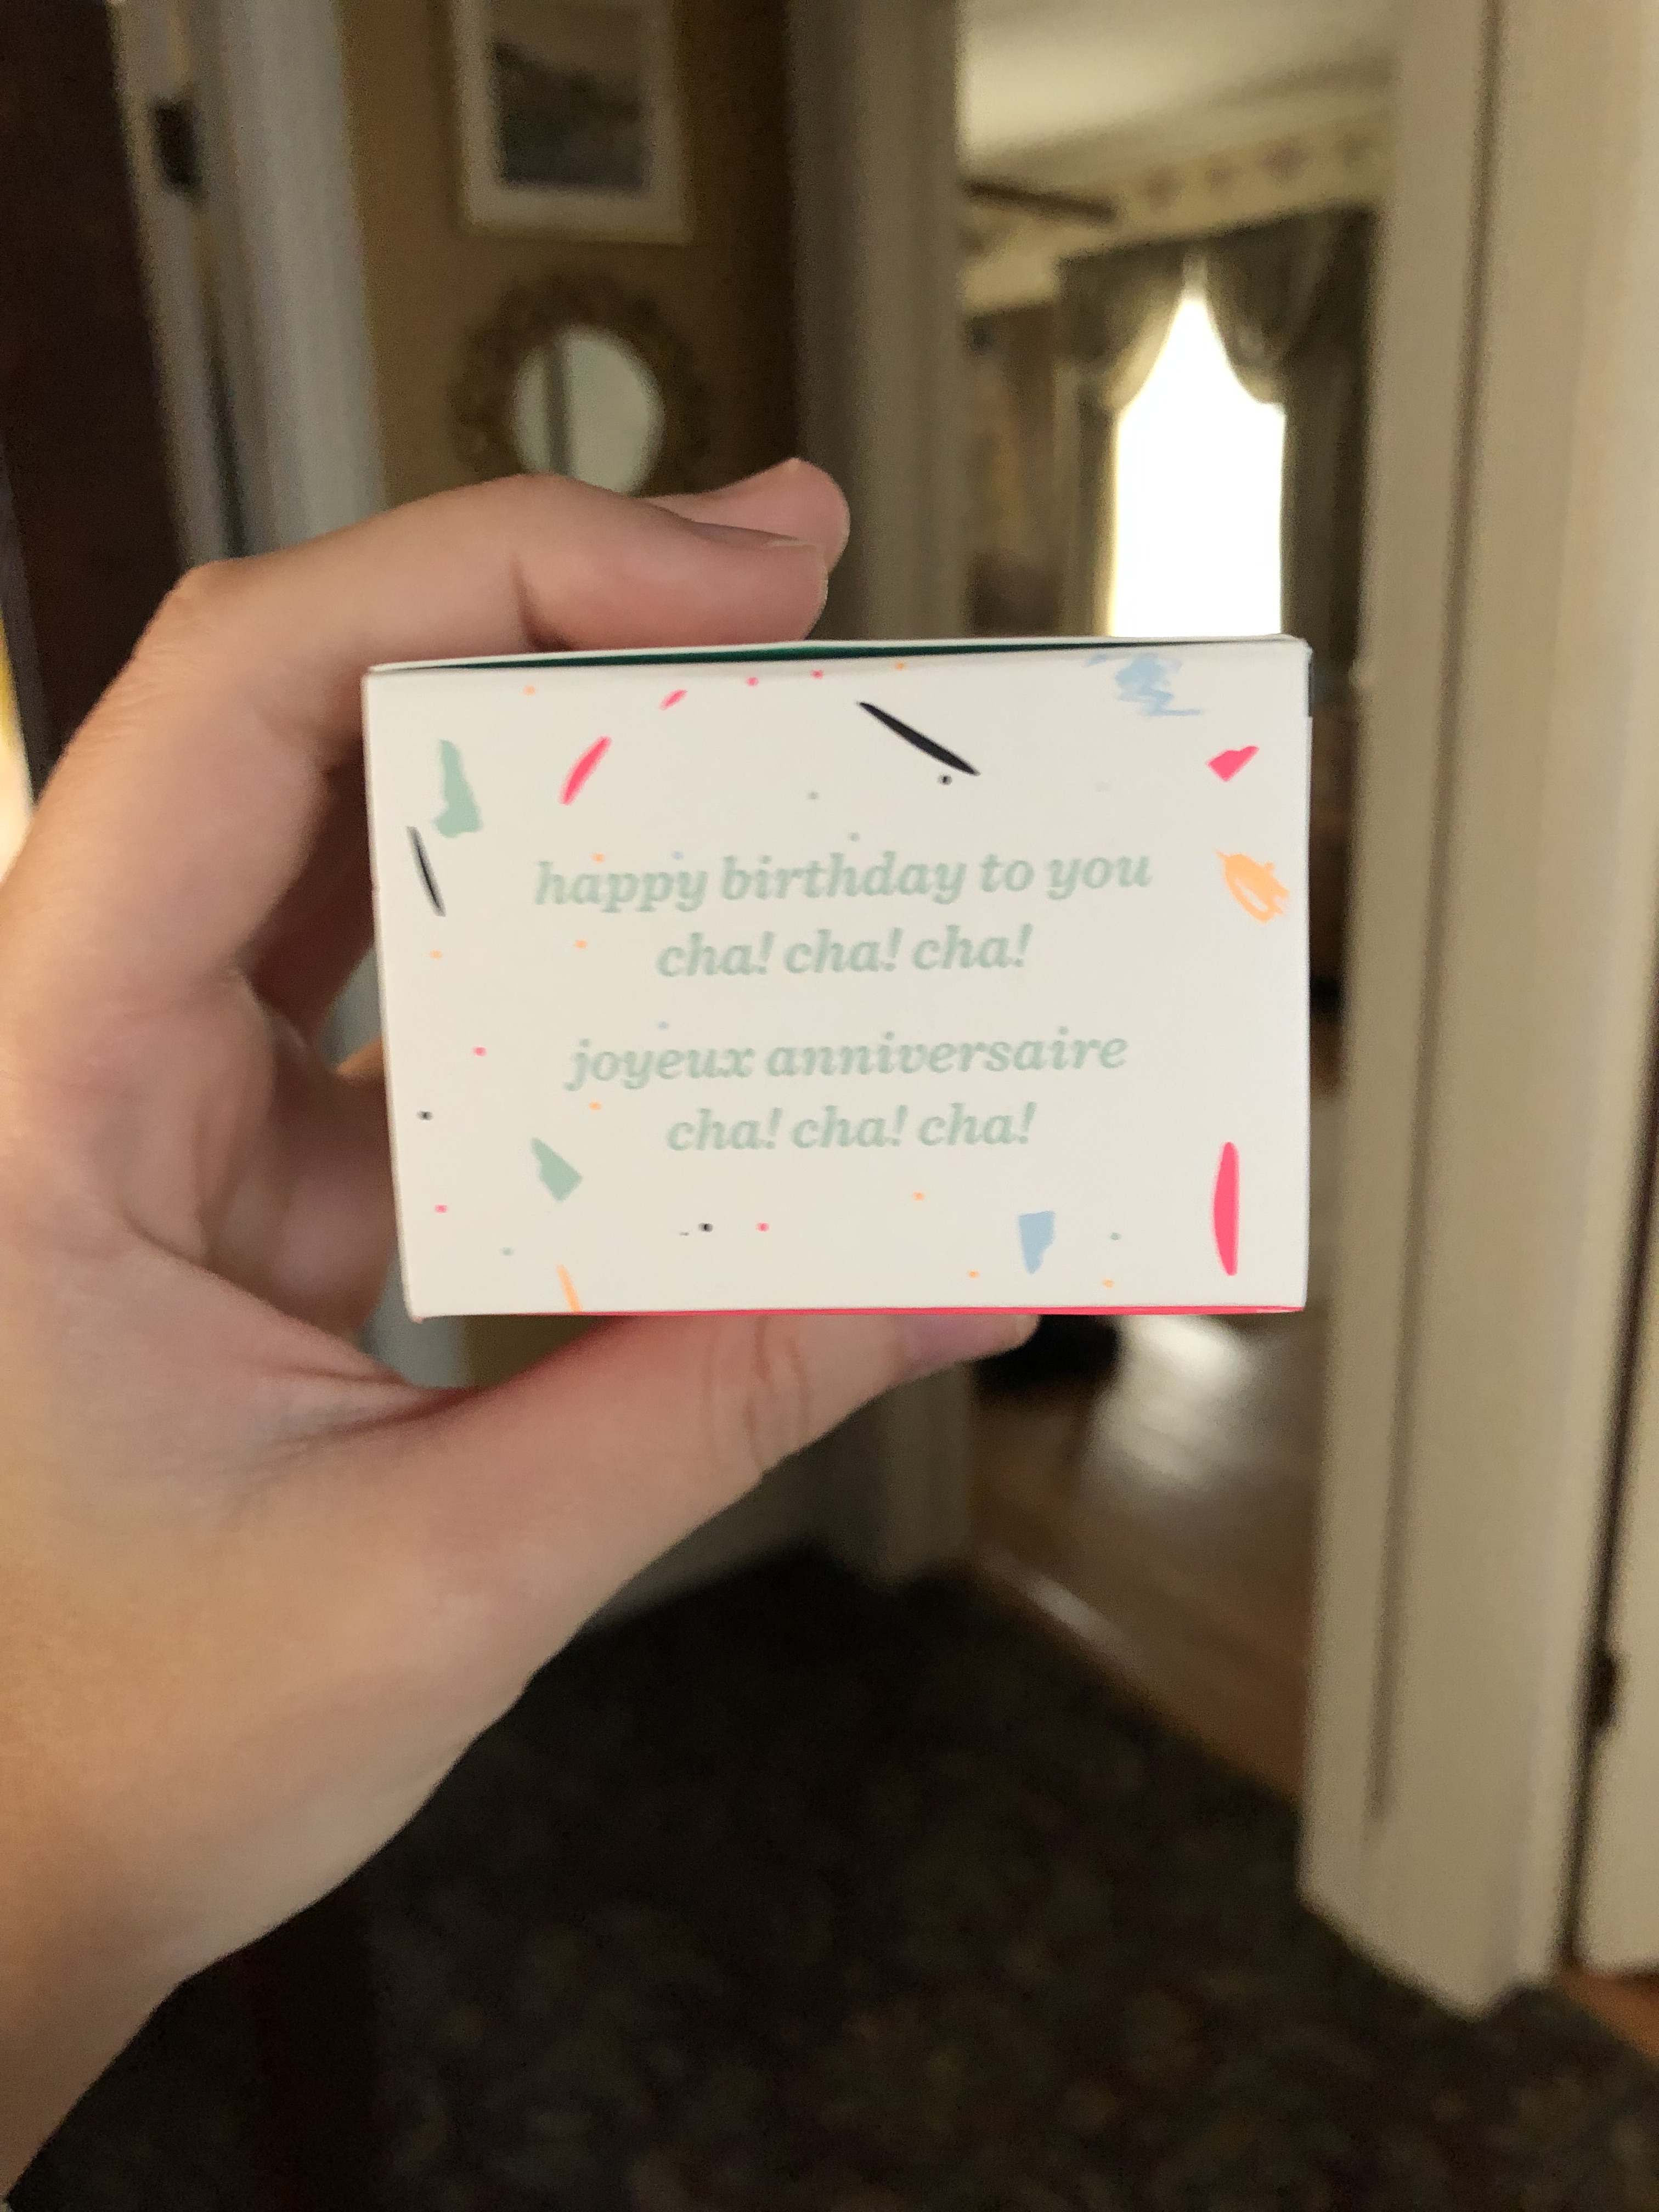 happy birthday to you
cha! cha! cha!
joyeux anniversaire
cha! cha! cha!